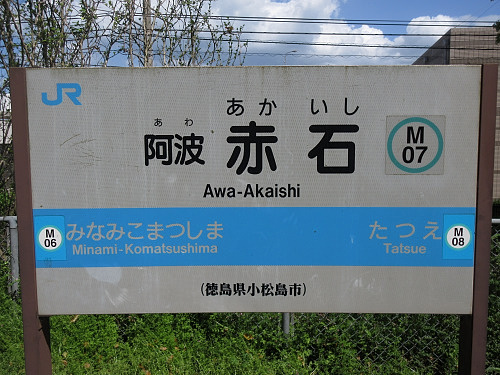 JR
あわ あかいし
阿波赤石
Awa-Akaishi
M
07
M
06
みなみこまつしま
Minami-Komatsushima
たつえ
Tatsue
M
08
(徳島県小松島市)